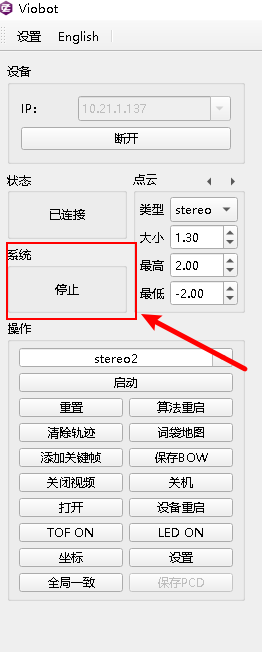 Viobot
设置 English
设备
IP: 10.21.1.137
断开
状态
已连接
点云
类型 stereo
大小 1.30
最高 2.00
最低 -2.00
系统
停止
操作
stereo2
启动
重置 算法重启
清除轨迹 词袋地图
添加关键帧 保存BOW
关闭视频 关机
打开 设备重启
TOF ON LED ON
坐标 设置
全局一致 保存PCD